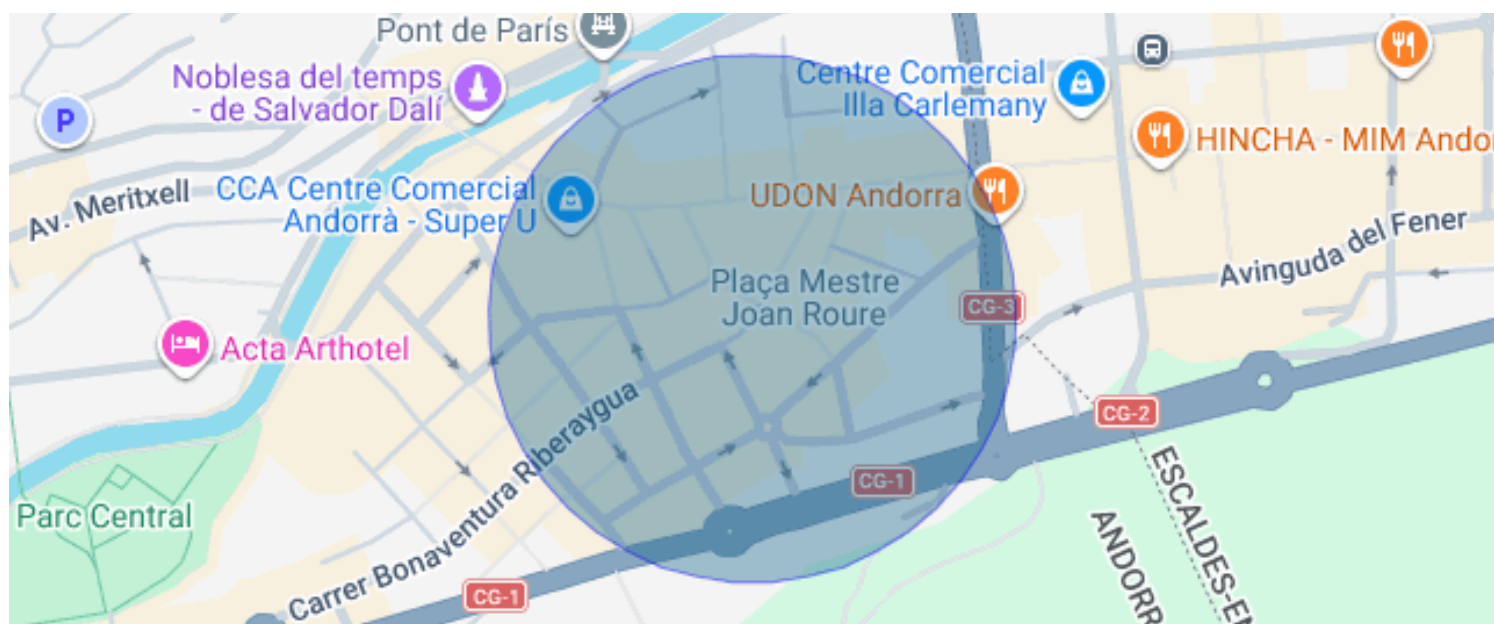 Pont de París
Noblesa del temps
- de Salvador Dalí
Centre Comercial
Illa Carlemany
P
HINCHA - MIM Ando
Av. Meritxell
CCA Centre Comercial
Andorrà - Super U
UDON Andorra
Avinguda del Fener
Plaça Mestre
Joan Roure
CG-3
Acta Arthotel
CG-2
Carrer Bonaventura Riberaygua
CG-1
Parc Central
CG-1
ESCALDES-EN
ANDORR